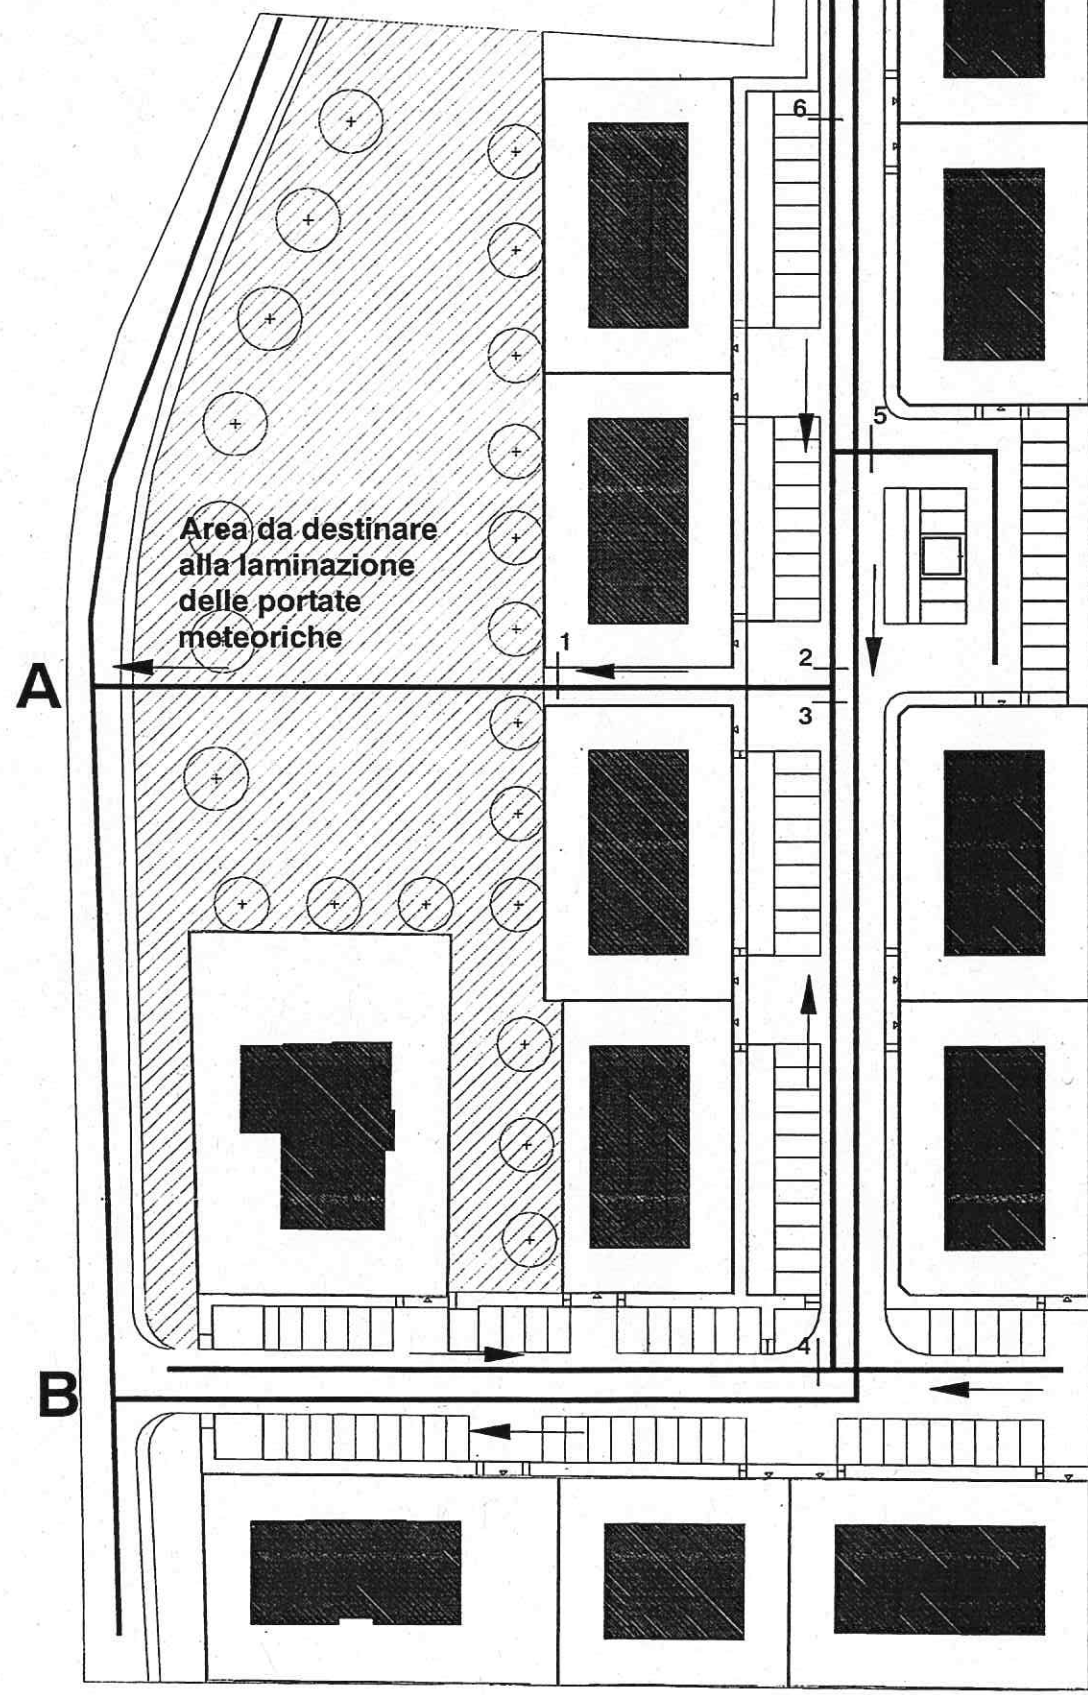 6
5
Area da destinare
alla laminazione
delle portate
meteoriche
1
2
A
3
4
B